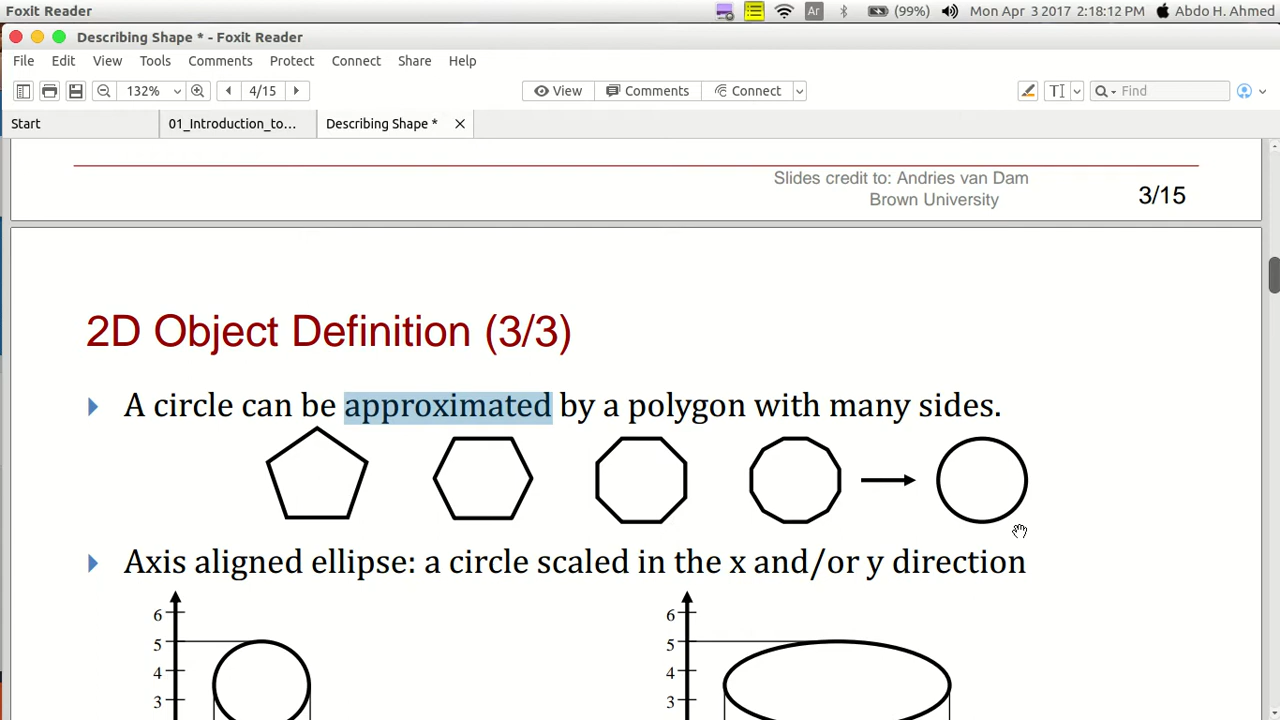 Foxit Reader Ar (99%) Mon Apr 3 2017 2:18:12 PM Abdo H. Ahmed
Describing Shape * - Foxit Reader
File Edit View Tools Comments Protect Connect Share Help
132% 4/15 View Comments Connect Find
Start 01_Introduction_to... Describing Shape *
Slides credit to: Andries van Dam
Brown University
3/15
2D Object Definition (3/3)
A circle can be approximated by a polygon with many sides.
Axis aligned ellipse: a circle scaled in the x and/or y direction
6 6
5 5
4 4
3 3